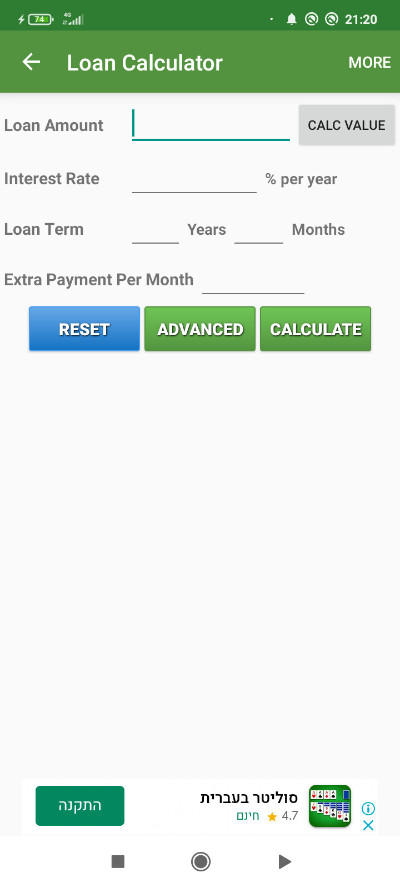 74 4G 21:20
Loan Calculator MORE
Loan Amount CALC VALUE
Interest Rate % per year
Loan Term Years Months
Extra Payment Per Month
RESET ADVANCED CALCULATE
סוליטר בעברית
4.7 ★ חינם
התקנה